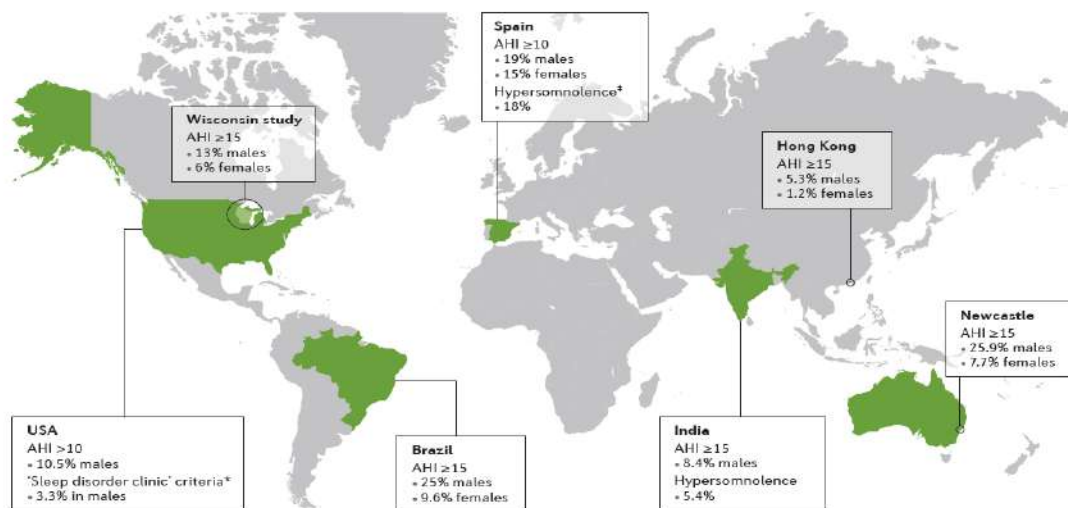 Spain
AHI ≥10
• 19% males
• 15% females
Hypersomnolence‡
• 18%
Wisconsin study
AHI ≥15
• 13% males
• 6% females
Hong Kong
AHI ≥15
• 5.3% males
• 1.2% females
Newcastle
AHI ≥15
• 25.9% males
• 7.7% females
USA
AHI >10
• 10.5% males
'Sleep disorder clinic' criteria*
• 3.3% in males
Brazil
AHI ≥15
• 25% males
• 9.6% females
India
AHI ≥15
• 8.4% males
Hypersomnolence
• 5.4%